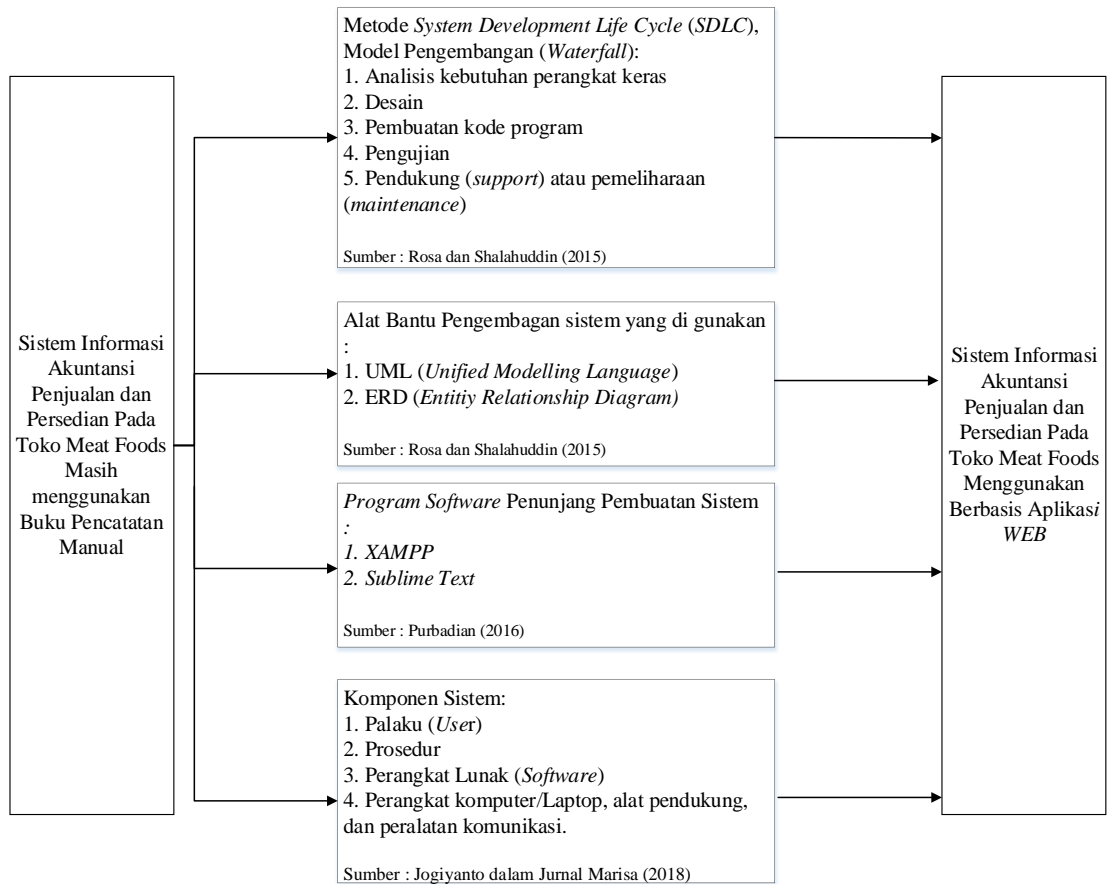 Sistem Informasi
Akuntansi
Penjualan dan
Persedian Pada
Toko Meat Foods
Masih
menggunakan
Buku Pencatatan
Manual
Metode System Development Life Cycle (SDLC),
Model Pengembangan (Waterfall):
1. Analisis kebutuhan perangkat keras
2. Desain
3. Pembuatan kode program
4. Pengujian
5. Pendukung (support) atau pemeliharaan
(maintenance)
Sumber : Rosa dan Shalahuddin (2015)
Alat Bantu Pengembagan sistem yang di gunakan
:
1. UML (Unified Modelling Language)
2. ERD (Entitiy Relationship Diagram)
Sumber : Rosa dan Shalahuddin (2015)
Program Software Penunjang Pembuatan Sistem
:
1. XAMPP
2. Sublime Text
Sumber : Purbadian (2016)
Komponen Sistem:
1. Palaku (User)
2. Prosedur
3. Perangkat Lunak (Software)
4. Perangkat komputer/Laptop, alat pendukung,
dan peralatan komunikasi.
Sumber : Jogiyanto dalam Jurnal Marisa (2018)
Sistem Informasi
Akuntansi
Penjualan dan
Persedian Pada
Toko Meat Foods
Menggunakan
Berbasis Aplikasi
WEB